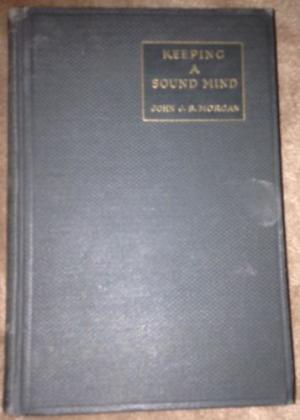 KEEPING
A
SOUND MIND
JOHN J. B. MORGAN